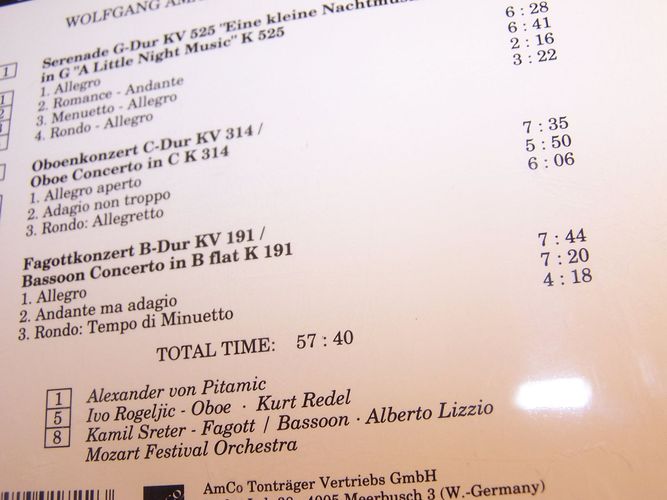 WOLFGANG
Serenade G-Dur KV 525 "Eine kleine Nachtmusi
in G "A Little Night Music" K 525
1. Allegro 6 : 28
2. Romance - Andante 6 : 41
3. Menuetto - Allegro 2 : 16
4. Rondo - Allegro 3 : 22
Oboenkonzert C-Dur KV 314 /
Oboe Concerto in C K 314
1. Allegro aperto 7 : 35
2. Adagio non troppo 5 : 50
3. Rondo: Allegretto 6 : 06
Fagottkonzert B-Dur KV 191 /
Bassoon Concerto in B flat K 191
1. Allegro 7 : 44
2. Andante ma adagio 7 : 20
3. Rondo: Tempo di Minuetto 4 : 18
TOTAL TIME: 57 : 40
1 Alexander von Pitamic
5 Ivo Rogeljic - Oboe · Kurt Redel
8 Kamil Sreter - Fagott / Bassoon · Alberto Lizzio
Mozart Festival Orchestra
AmCo Tonträger Vertriebs GmbH
4005 Meerbusch 3 (W.-Germany)